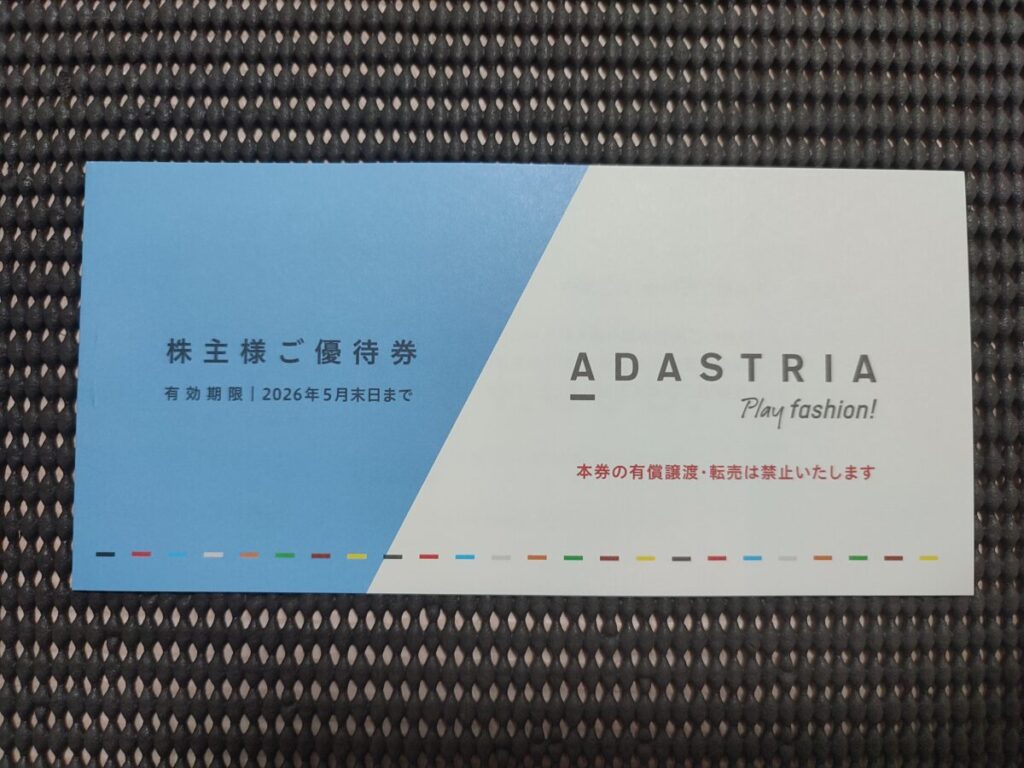 株主様ご優待券
有効期限|2026年5月末日まで
ADASTRIA
Play fashion!
本券の有償譲渡・転売は禁止いたします